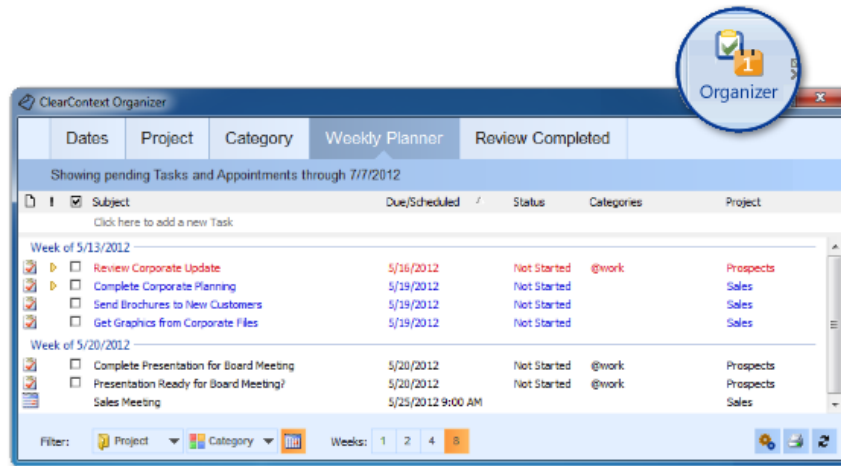 1
Organizer
ClearContext Organizer
x
Dates Project Category Weekly Planner Review Completed
Showing pending Tasks and Appointments through 7/7/2012
! Subject Due/Scheduled Status Categories Project
Click here to add a new Task
Week of 5/13/2012
Review Corporate Update 5/16/2012 Not Started @work Prospects
Complete Corporate Planning 5/19/2012 Not Started Sales
Send Brochures to New Customers 5/19/2012 Not Started Sales
Get Graphics from Corporate Files 5/19/2012 Not Started Sales
Week of 5/20/2012
Complete Presentation for Board Meeting 5/20/2012 Not Started @work Prospects
Presentation Ready for Board Meeting? 5/20/2012 Not Started @work Prospects
Sales Meeting 5/25/2012 9:00 AM Sales
Filter: Project Category Weeks: 1 2 4 8